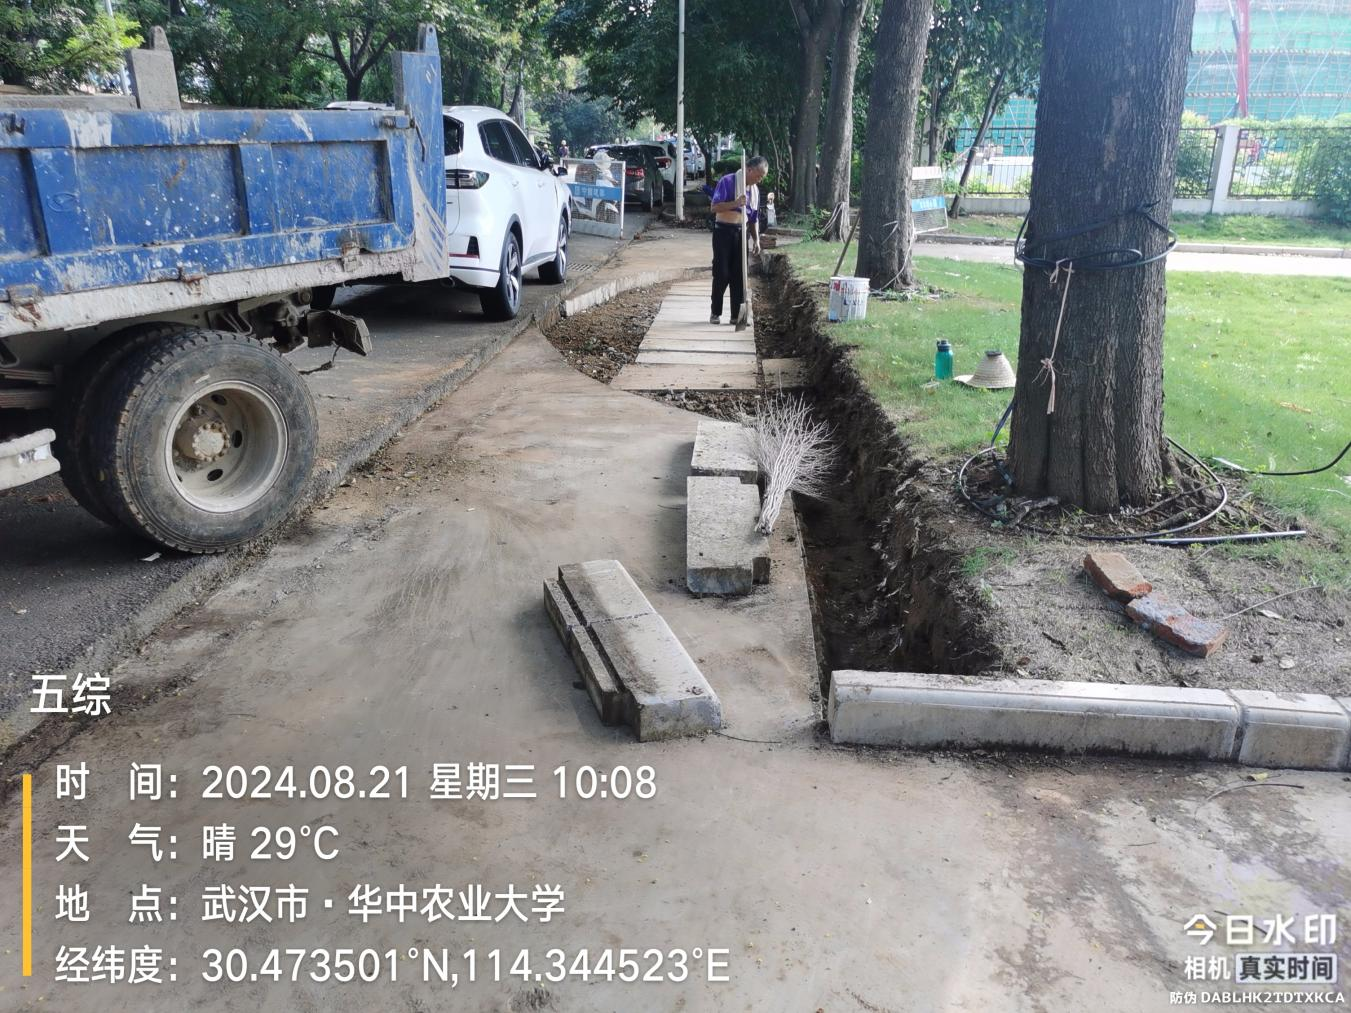 五综
时 间：2024.08.21 星期三 10:08
天 气：晴 29°C
地 点：武汉市·华中农业大学
经纬度：30.473501°N,114.344523°E
今日水印
相机 真实时间
防伪 DABLHK2TDTXKCA